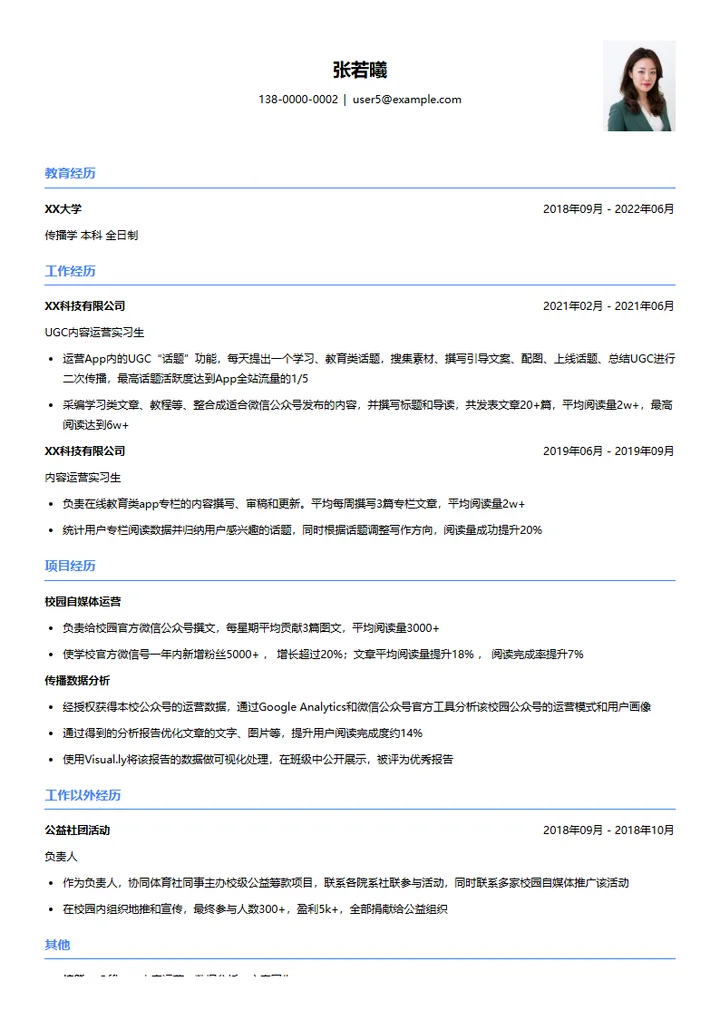 张若曦
138-0000-0002 | user5@example.com
教育经历
XX大学 2018年09月 - 2022年06月
传播学 本科 全日制
工作经历
XX科技有限公司 2021年02月 - 2021年06月
UGC内容运营实习生
• 运营App内的UGC“话题”功能，每天提出一个学习、教育类话题，搜集素材、撰写引导文案、配图、上线话题、总结UGC进行
二次传播，最高话题活跃度达到App全站流量的1/5
• 采编学习类文章、教程等、整合成适合微信公众号发布的内容，并撰写标题和导读，共发表文章20+篇，平均阅读量2w+，最高
阅读达到6w+
XX科技有限公司 2019年06月 - 2019年09月
内容运营实习生
• 负责在线教育类app专栏的内容撰写、审稿和更新。平均每周撰写3篇专栏文章，平均阅读量2w+
• 统计用户专栏阅读数据并归纳用户感兴趣的话题，同时根据话题调整写作方向，阅读量成功提升20%
项目经历
校园自媒体运营
• 负责给校园官方微信公众号撰文，每星期平均贡献3篇图文，平均阅读量3000+
• 使学校官方微信号一年内新增粉丝5000+ ， 增长超过20%；文章平均阅读量提升18% ， 阅读完成率提升7%
传播数据分析
• 经授权获得本校公众号的运营数据，通过Google Analytics和微信公众号官方工具分析该校园公众号的运营模式和用户画像
• 通过得到的分析报告优化文章的文字、图片等，提升用户阅读完成度约14%
• 使用Visual.ly将该报告的数据做可视化处理，在班级中公开展示，被评为优秀报告
工作以外经历
公益社团活动 2018年09月 - 2018年10月
负责人
• 作为负责人，协同体育社同事主办校级公益筹款项目，联系各院系社联参与活动，同时联系多家校园自媒体推广该活动
• 在校园内组织地推和宣传，最终参与人数300+，盈利5k+，全部捐献给公益组织
其他